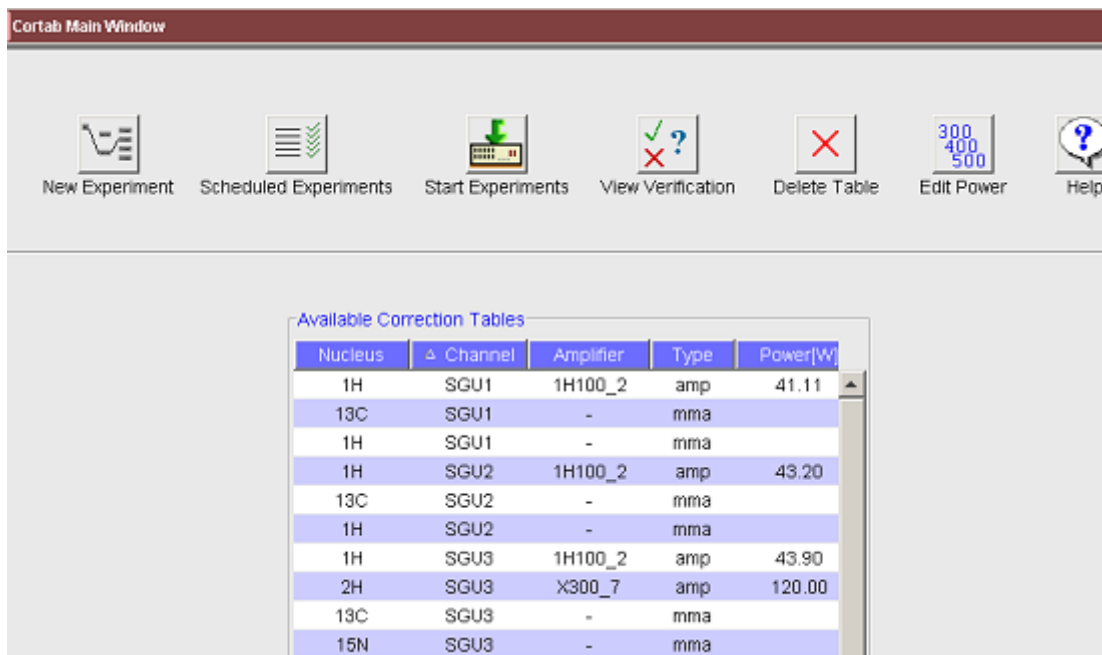 Cortab Main Window
300
400
500
?
?
New Experiment Scheduled Experiments Start Experiments View Verification Delete Table Edit Power Help
Available Correction Tables
Nucleus Channel Amplifier Type Power[W]
1H SGU1 1H100_2 amp 41.11
13C SGU1 - mma
1H SGU1 - mma
1H SGU2 1H100_2 amp 43.20
13C SGU2 - mma
1H SGU2 - mma
1H SGU3 1H100_2 amp 43.90
2H SGU3 X300_7 amp 120.00
13C SGU3 - mma
15N SGU3 - mma